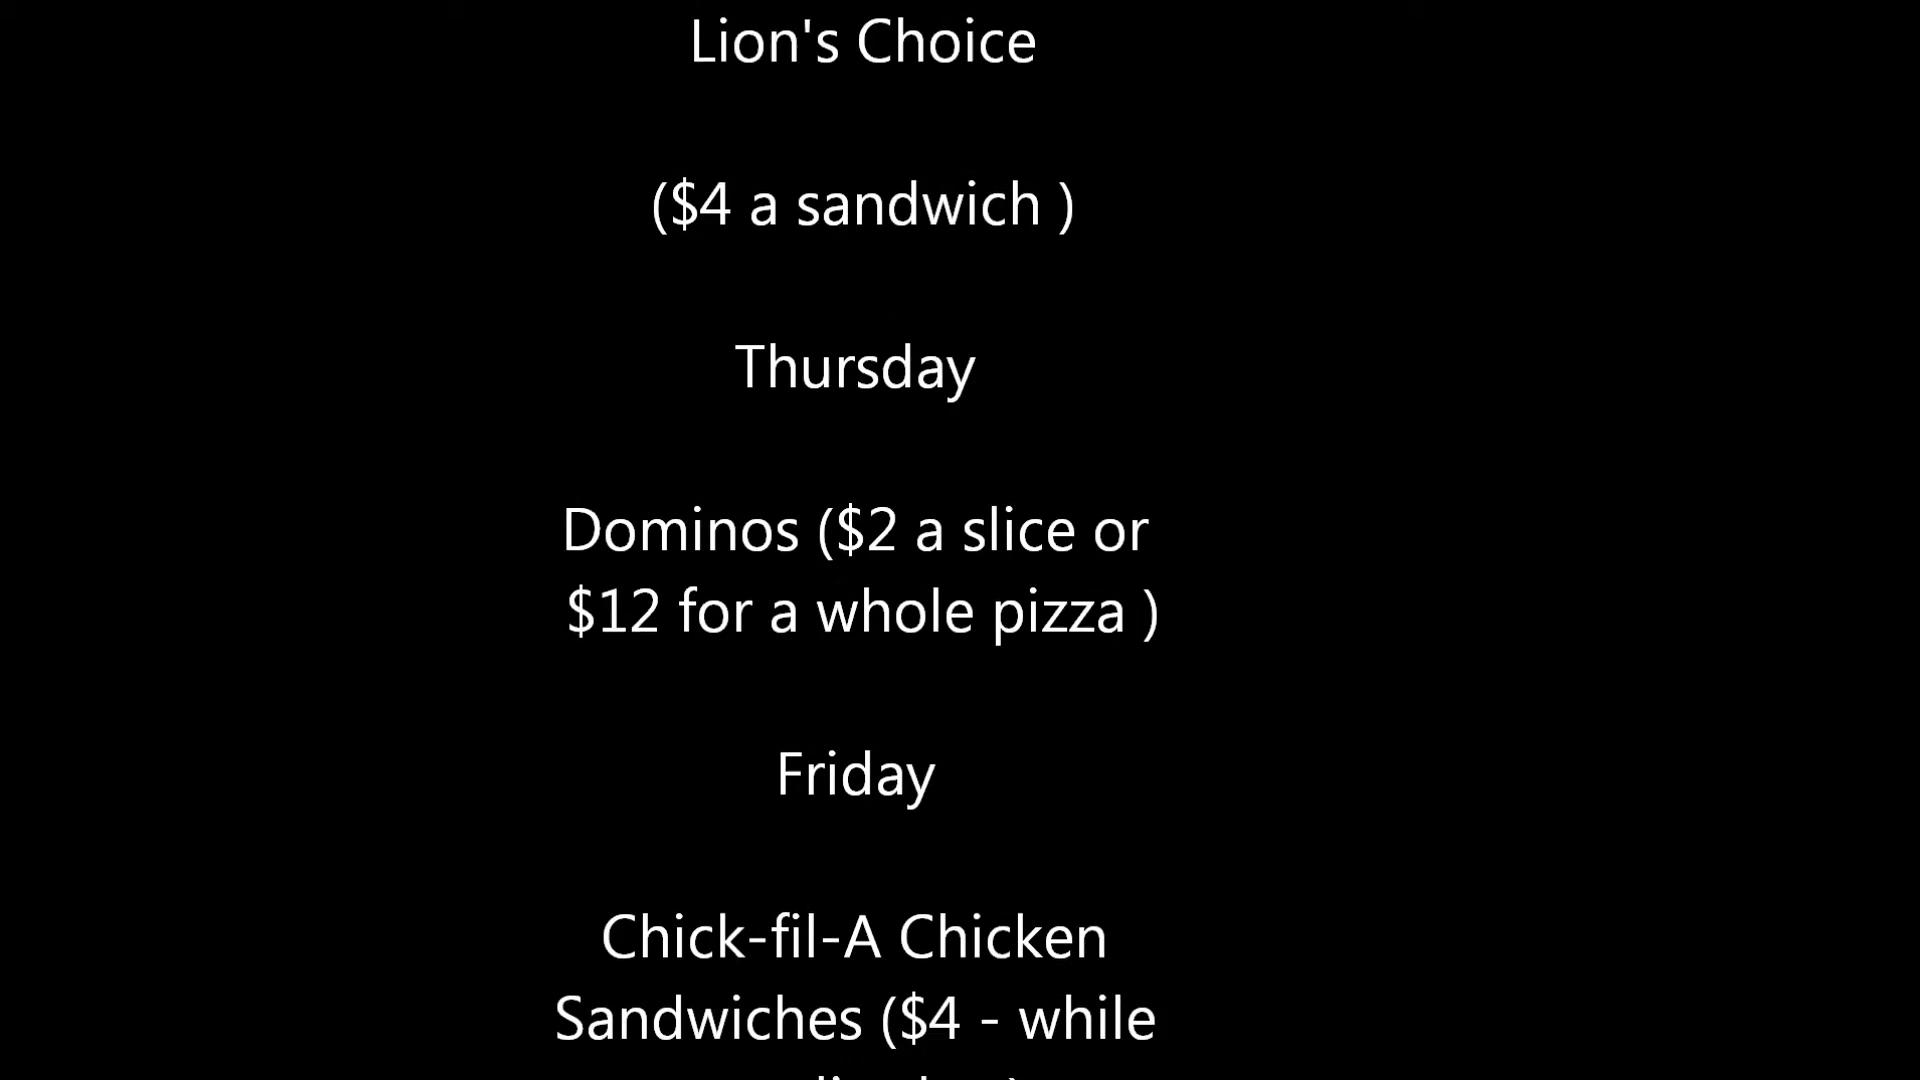 Lion's Choice
($4 a sandwich )
Thursday
Dominos ($2 a slice or
$12 for a whole pizza )
Friday
Chick-fil-A Chicken
Sandwiches ($4 - while